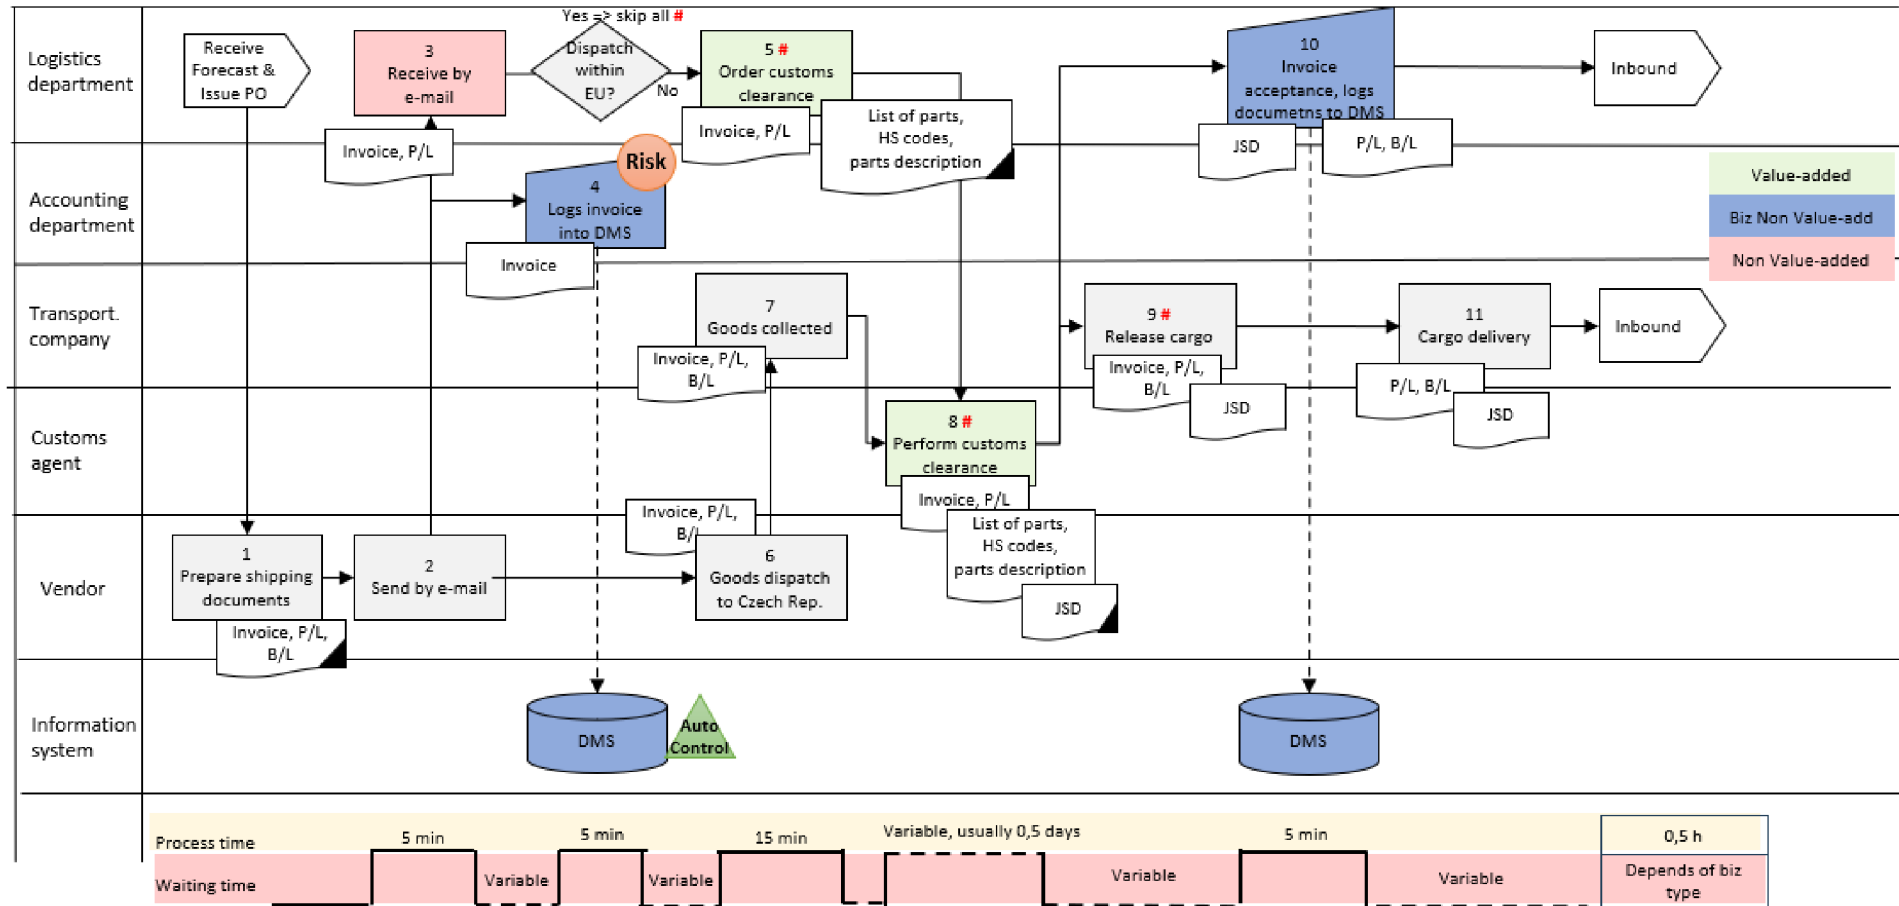 Yes => skip all #
Logistics
department
Receive
Forecast &
Issue PO
3
Receive by
e-mail
Invoice, P/L
Dispatch
within
EU?
No
5 #
Order customs
clearance
Invoice, P/L
List of parts,
HS codes,
parts description
10
Invoice
acceptance, logs
documetns to DMS
JSD
P/L, B/L
Inbound
Accounting
department
Risk
4
Logs invoice
into DMS
Invoice
Value-added
Biz Non Value-add
Non Value-added
Transport.
company
7
Goods collected
Invoice, P/L,
B/L
9 #
Release cargo
Invoice, P/L,
B/L
JSD
11
Cargo delivery
P/L, B/L
JSD
Inbound
Customs
agent
8 #
Perform customs
clearance
Invoice, P/L
List of parts,
HS codes,
parts description
JSD
Vendor
1
Prepare shipping
documents
Invoice, P/L,
B/L
2
Send by e-mail
Invoice, P/L,
B/L
6
Goods dispatch
to Czech Rep.
Information
system
DMS
Auto
Control
DMS
Process time
5 min
5 min
15 min
Variable, usually 0,5 days
5 min
0,5 h
Waiting time
Variable
Variable
Variable
Variable
Depends of biz
type